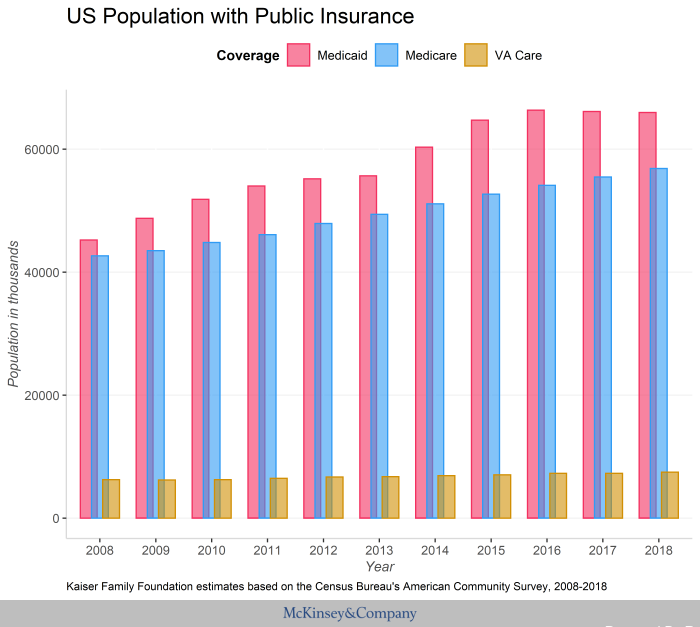 US Population with Public Insurance
Coverage Medicaid Medicare VA Care
Population in thousands
60000
40000
20000
0
2008 2009 2010 2011 2012 2013 2014 2015 2016 2017 2018
Year
Kaiser Family Foundation estimates based on the Census Bureau's American Community Survey, 2008-2018
McKinsey&Company